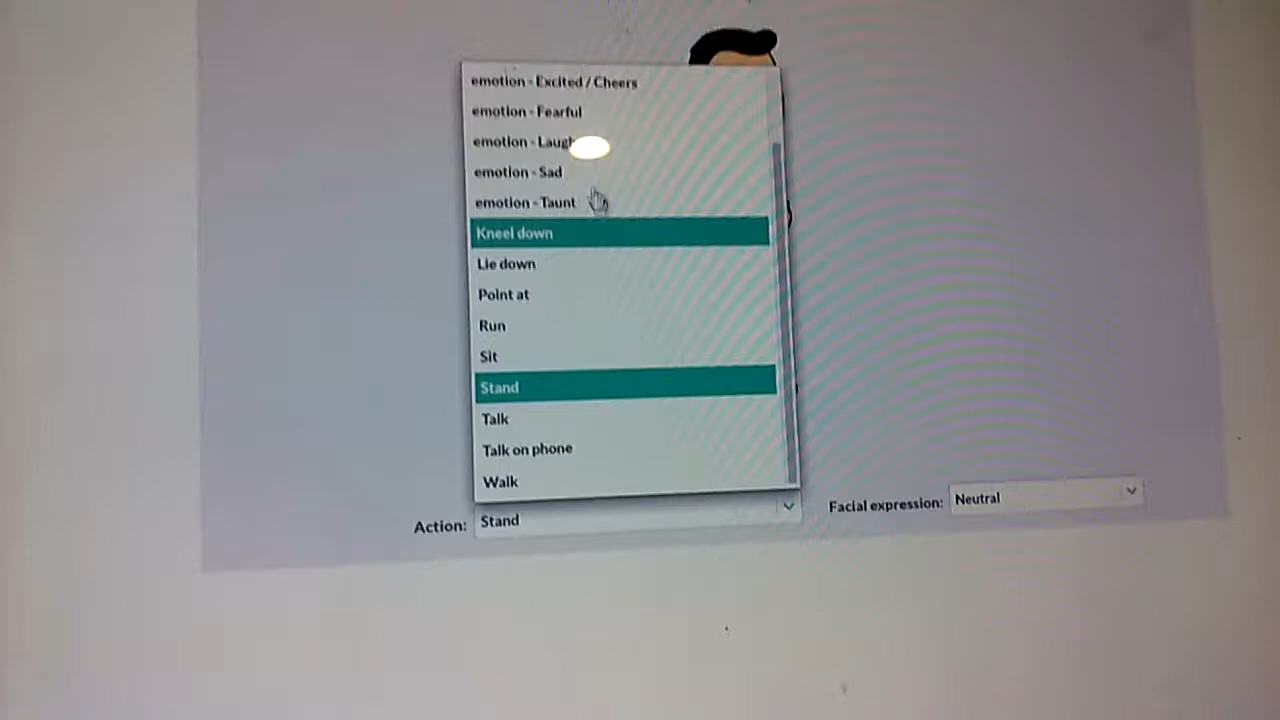 emotion - Excited / Cheers
emotion - Fearful
emotion - Laugh
emotion - Sad
emotion - Taunt
Kneel down
Lie down
Point at
Run
Sit
Stand
Talk
Talk on phone
Walk
Action: Stand
Facial expression: Neutral